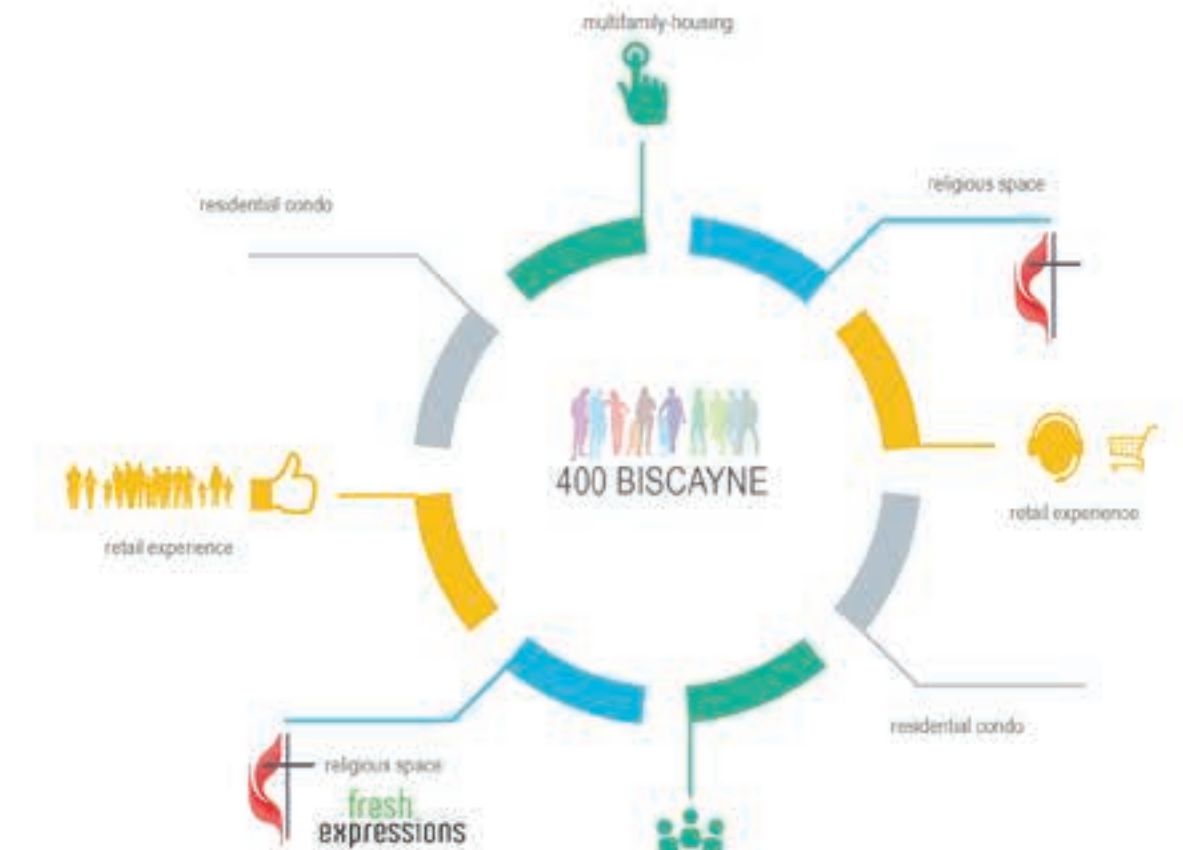 multifamily-housing
religious space
residential condo
400 BISCAYNE
retail experience
retail experience
residential condo
religious space
fresh
expressions